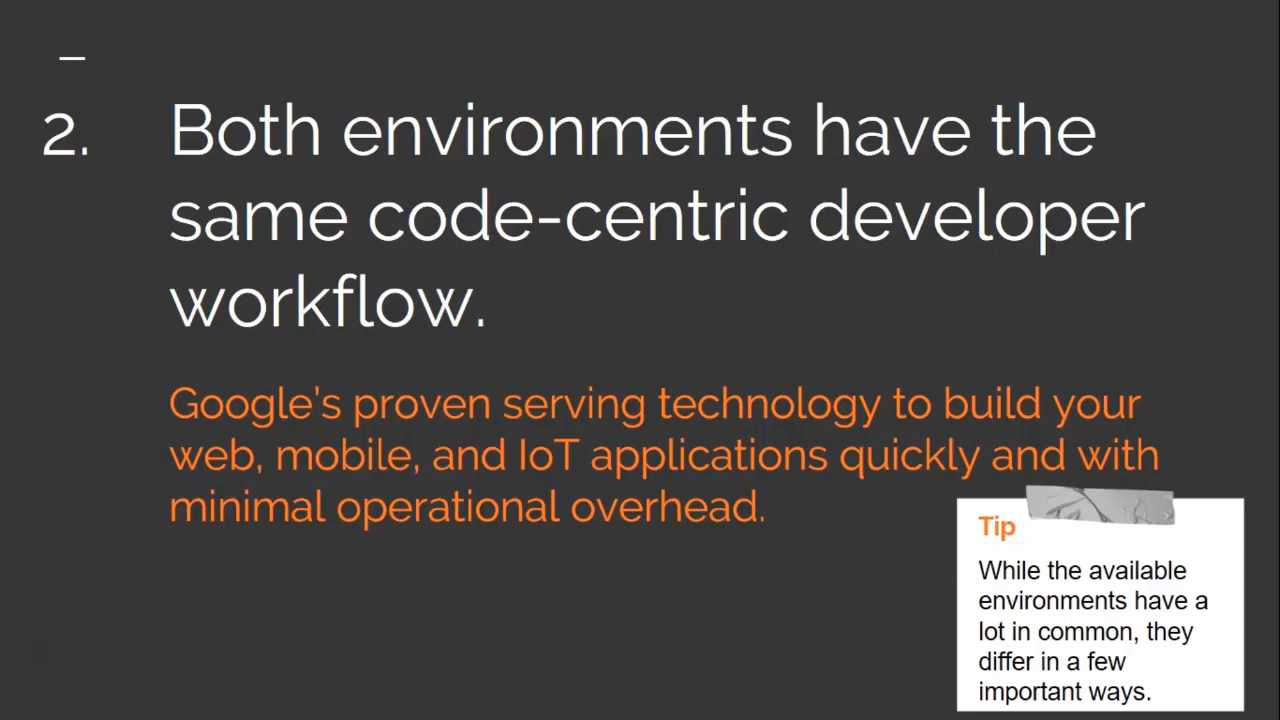 2. Both environments have the
same code-centric developer
workflow.
Google's proven serving technology to build your
web, mobile, and IoT applications quickly and with
minimal operational overhead.
Tip
While the available
environments have a
lot in common, they
differ in a few
important ways.